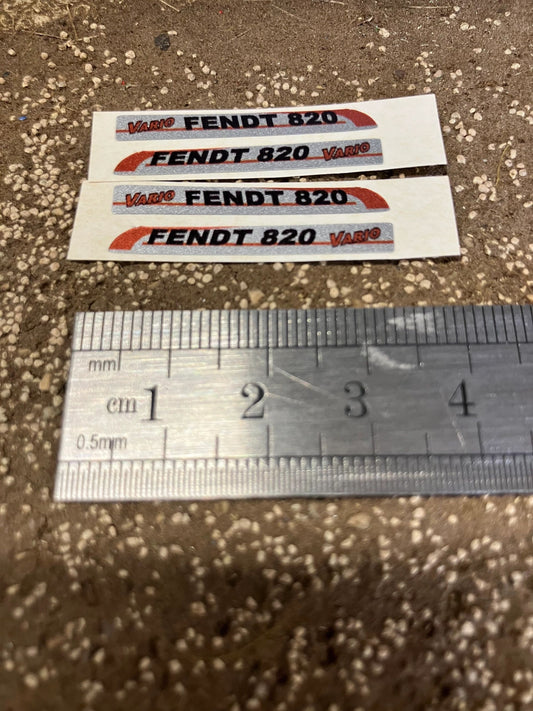 VARIO FENDT 820
FENDT 820 VARIO
VARIO FENDT 820
FENDT 820 VARIO
mm
cm 1 2 3 4
0.5mm